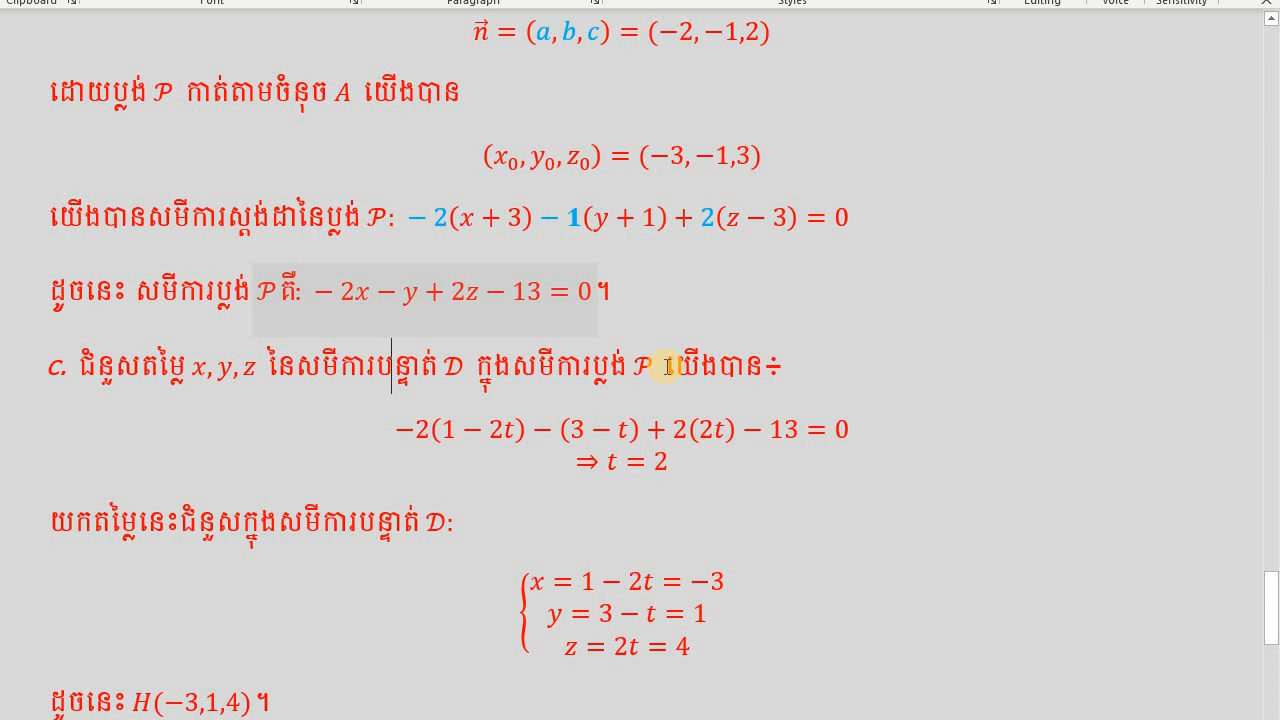 Clipboard Font Paragraph Styles Editing Voice Sensitivity
n⃗ = (a, b, c) = (−2, −1,2)
ដោយប្លង់ 𝒫 កាត់តាមចំនុច A យើងបាន
(x₀, y₀, z₀) = (−3, −1,3)
យើងបានសមីការស្តង់ដានៃប្លង់ 𝒫: − 2(x + 3) − 1(y + 1) + 2(z − 3) = 0
ដូចនេះ សមីការប្លង់ 𝒫 គឺ: − 2x − y + 2z − 13 = 0 ។
c. ជំនួសតម្លៃ x, y, z នៃសមីការបន្ទាត់ 𝒟 ក្នុងសមីការប្លង់ 𝒫 យើងបាន÷
−2(1 − 2t) − (3 − t) + 2(2t) − 13 = 0
⇒ t = 2
យកតម្លៃនេះជំនួសក្នុងសមីការបន្ទាត់ 𝒟:
{x = 1 − 2t = −3
y = 3 − t = 1
z = 2t = 4
ដូចនេះ H(−3,1,4) ។